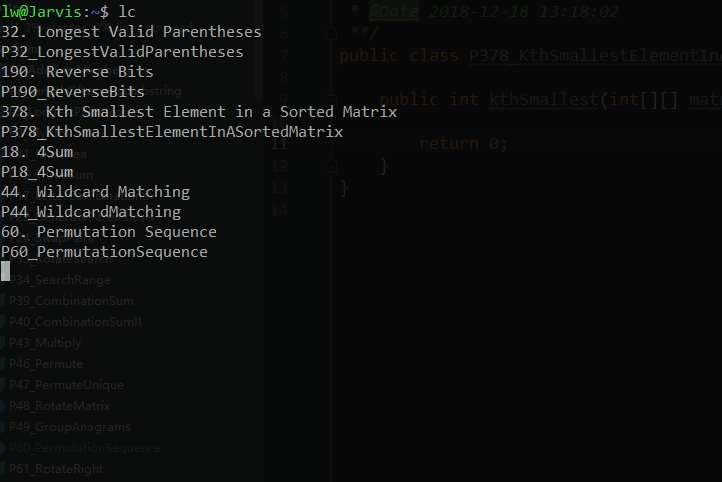 lw@Jarvis:~$ lc
32. Longest Valid Parentheses
P32_LongestValidParentheses
190. Reverse Bits
P190_ReverseBits
378. Kth Smallest Element in a Sorted Matrix
P378_KthSmallestElementInASortedMatrix
18. 4Sum
P18_4Sum
44. Wildcard Matching
P44_WildcardMatching
60. Permutation Sequence
P60_PermutationSequence
P34_SearchRange
P39_CombinationSum
P40_CombinationSumII
P43_Multiply
P46_Permute
P47_PermuteUnique
P48_RotateMatrix
P49_GroupAnagrams
P60_PermutationSequence
P61_RotateRight
5 * @Date 2018-12-18 13:18:02
6 **/
7 public class P378_KthSmallestElementIn
8
9 public int kthSmallest(int[][] mat
11 return 0;
12 }
13 }
14